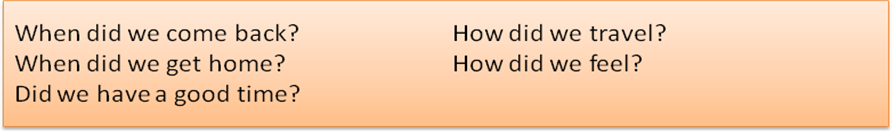 When did we come back?
When did we get home?
Did we have a good time?
How did we travel?
How did we feel?